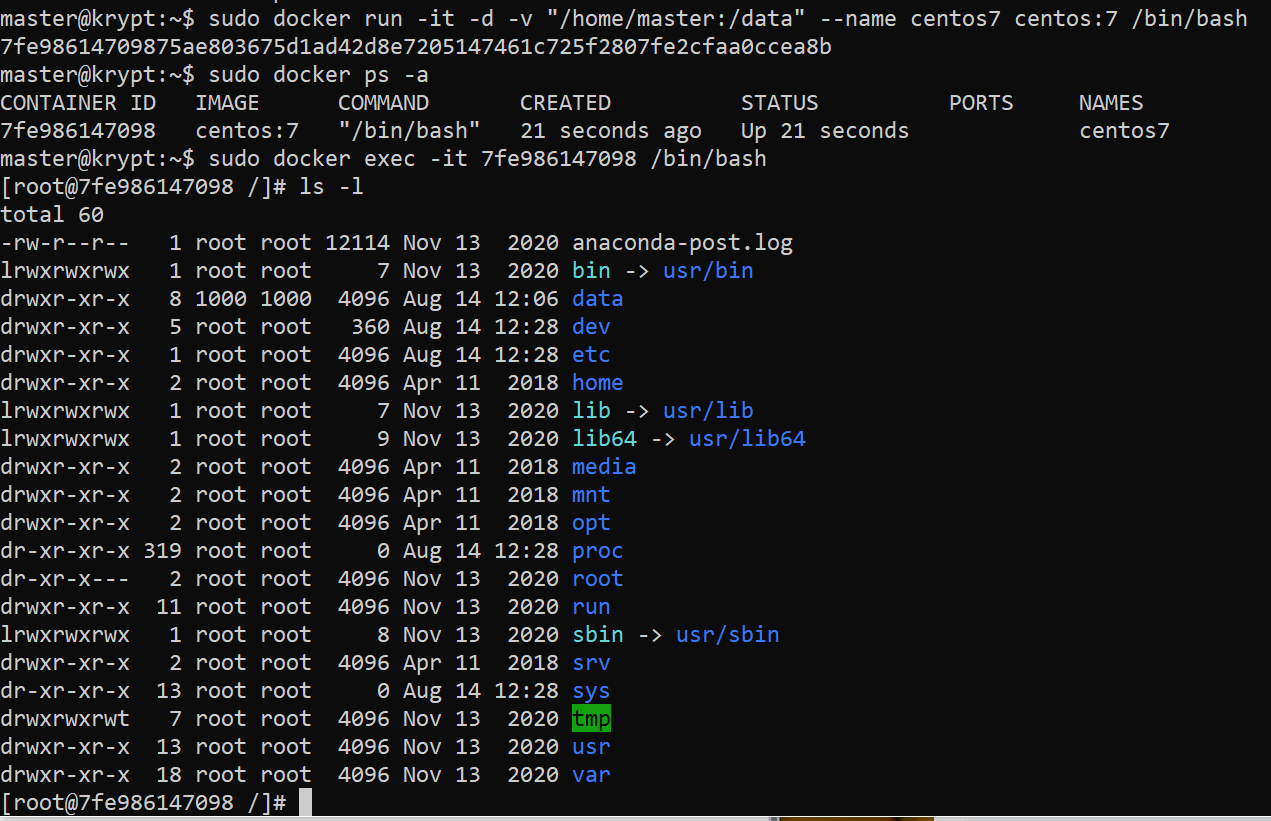 master@krypt:~$ sudo docker run -it -d -v "/home/master:/data" --name centos7 centos:7 /bin/bash
7fe98614709875ae803675d1ad42d8e7205147461c725f2807fe2cfaa0ccea8b
master@krypt:~$ sudo docker ps -a
CONTAINER ID   IMAGE      COMMAND       CREATED          STATUS          PORTS     NAMES
7fe986147098   centos:7   "/bin/bash"   21 seconds ago   Up 21 seconds             centos7
master@krypt:~$ sudo docker exec -it 7fe986147098 /bin/bash
[root@7fe986147098 /]# ls -l
total 60
-rw-r--r--   1 root root 12114 Nov 13  2020 anaconda-post.log
lrwxrwxrwx   1 root root     7 Nov 13  2020 bin -> usr/bin
drwxr-xr-x   8 1000 1000  4096 Aug 14 12:06 data
drwxr-xr-x   5 root root   360 Aug 14 12:28 dev
drwxr-xr-x   1 root root  4096 Aug 14 12:28 etc
drwxr-xr-x   2 root root  4096 Apr 11  2018 home
lrwxrwxrwx   1 root root     7 Nov 13  2020 lib -> usr/lib
lrwxrwxrwx   1 root root     9 Nov 13  2020 lib64 -> usr/lib64
drwxr-xr-x   2 root root  4096 Apr 11  2018 media
drwxr-xr-x   2 root root  4096 Apr 11  2018 mnt
drwxr-xr-x   2 root root  4096 Apr 11  2018 opt
dr-xr-xr-x 319 root root     0 Aug 14 12:28 proc
dr-xr-x---   2 root root  4096 Nov 13  2020 root
drwxr-xr-x  11 root root  4096 Nov 13  2020 run
lrwxrwxrwx   1 root root     8 Nov 13  2020 sbin -> usr/sbin
drwxr-xr-x   2 root root  4096 Apr 11  2018 srv
dr-xr-xr-x  13 root root     0 Aug 14 12:28 sys
drwxrwxrwt   7 root root  4096 Nov 13  2020 tmp
drwxr-xr-x  13 root root  4096 Nov 13  2020 usr
drwxr-xr-x  18 root root  4096 Nov 13  2020 var
[root@7fe986147098 /]#